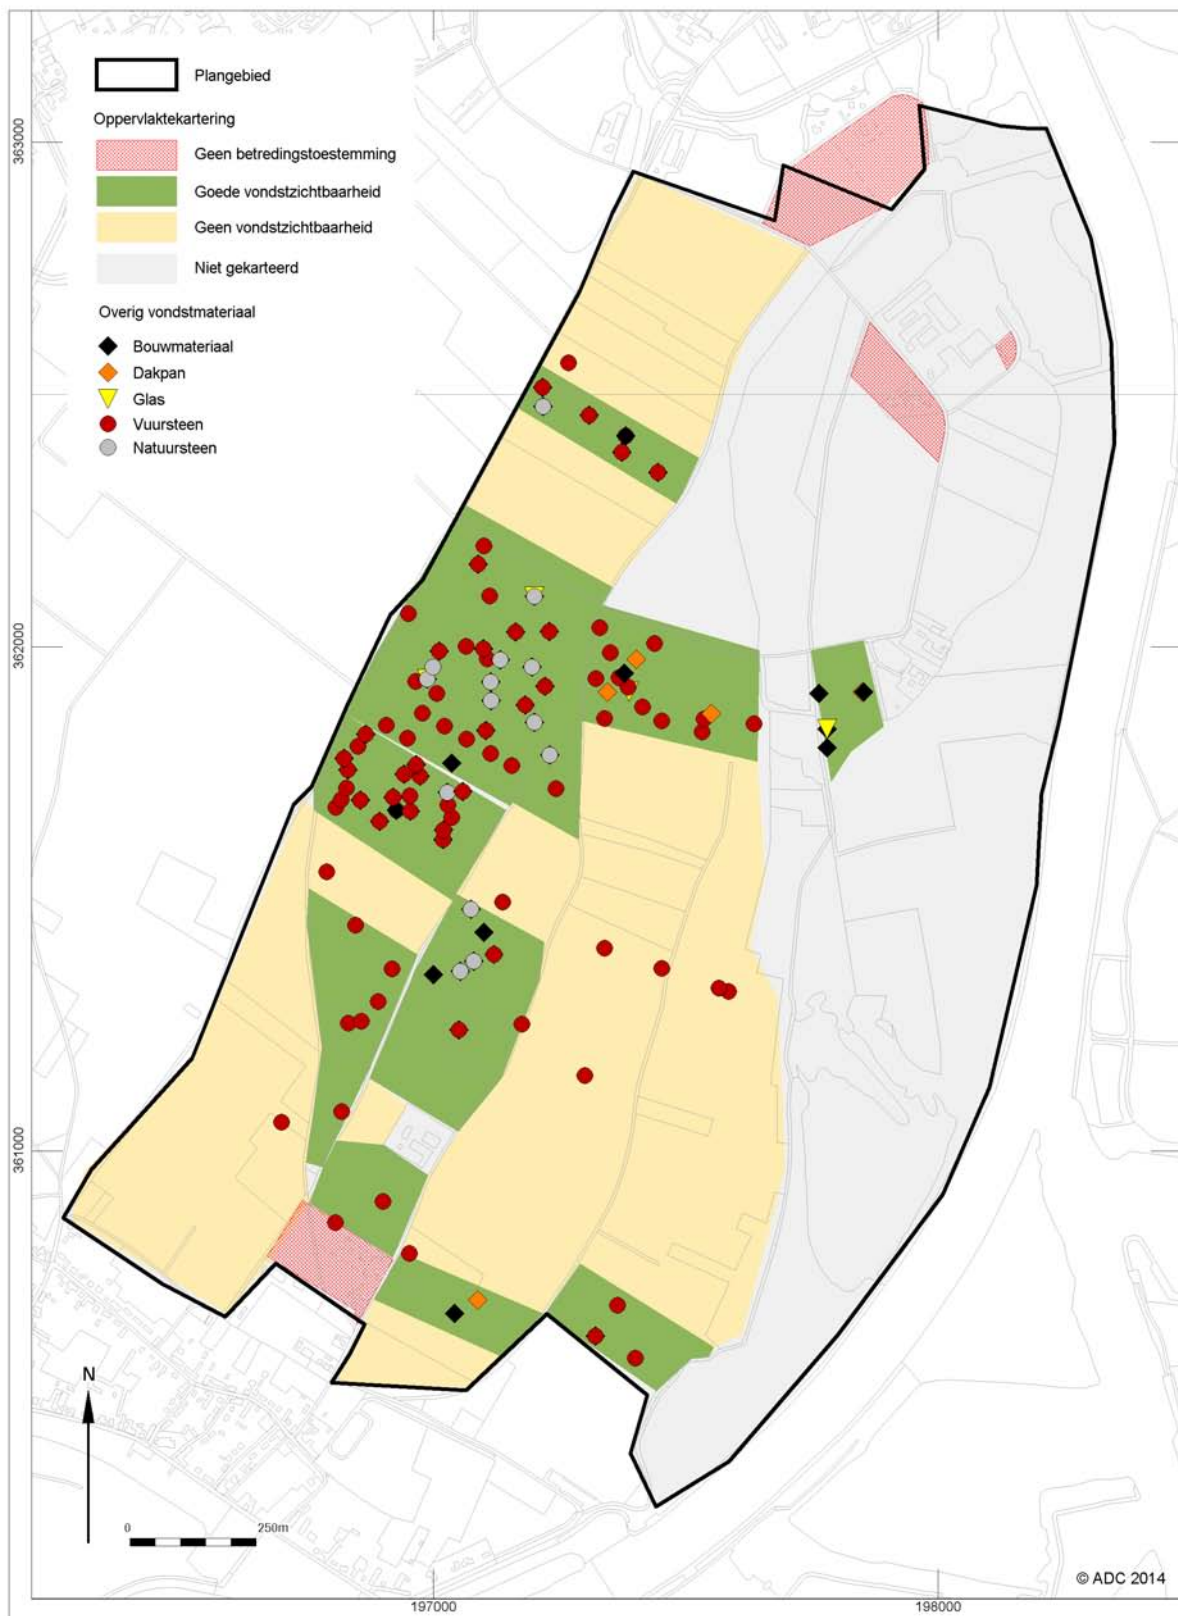 Plangebied
Oppervlaktekartering
Geen betredingstoestemming
Goede vondstzichtbaarheid
Geen vondstzichtbaarheid
Niet gekarteerd
Overig vondstmateriaal
Bouwmateriaal
Dakpan
Glas
Vuursteen
Natuursteen
363000
362000
361000
N
0 250m
© ADC 2014
197000 198000